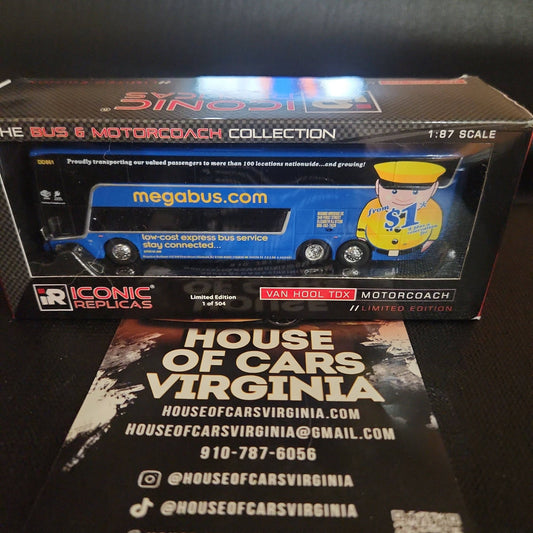 ICONIC
HE BUS & MOTORCOACH COLLECTION
1:87 SCALE
DD861
Proudly transporting our valued passengers to more than 100 locations nationwide...and growing!
megabus.com
from
$1*
low-cost express bus service
stay connected...
iR ICONIC REPLICAS
Limited Edition
1 of 504
VAN HOOL TDX MOTORCOACH
// LIMITED EDITION
HOUSE
OF CARS
VIRGINIA
HOUSEOFCARSVIRGINIA.COM
HOUSEOFCARSVIRGINIA@GMAIL.COM
910-787-6056
@HOUSEOFCARSVIRGINIA
@HOUSEOFCARSVIRGINIA